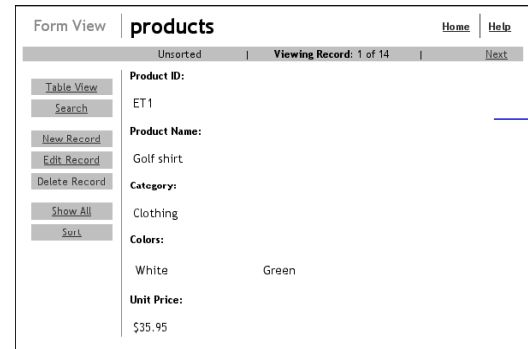 Form View products Home Help
Unsorted | Viewing Record: 1 of 14 | Next
Table View
Search
New Record
Edit Record
Delete Record
Show All
Sort
Product ID:
ET1
Product Name:
Golf shirt
Category:
Clothing
Colors:
White Green
Unit Price:
$35.95